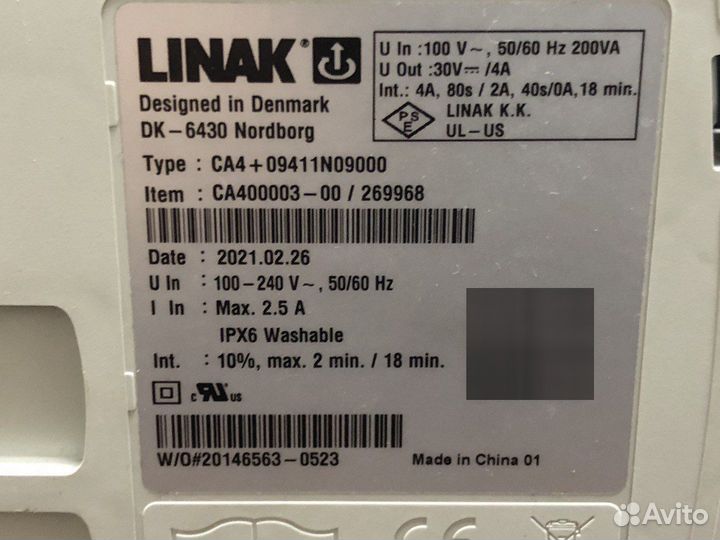 LINAK®
U In : 100 V~, 50/60 Hz 200VA
U Out :30V⎓ /4A
Int.: 4A, 80s / 2A, 40s/0A,18 min.
PSE
LINAK K.K.
UL-US
Designed in Denmark
DK-6430 Nordborg
Type : CA4+09411N09000
Item : CA400003-00 / 269968
Date : 2021.02.26
U In : 100-240 V~, 50/60 Hz
I In : Max. 2.5 A
IPX6 Washable
Int. : 10%, max. 2 min. / 18 min.
c UR us
W/O#20146563-0523
Made in China 01
CE
Avito